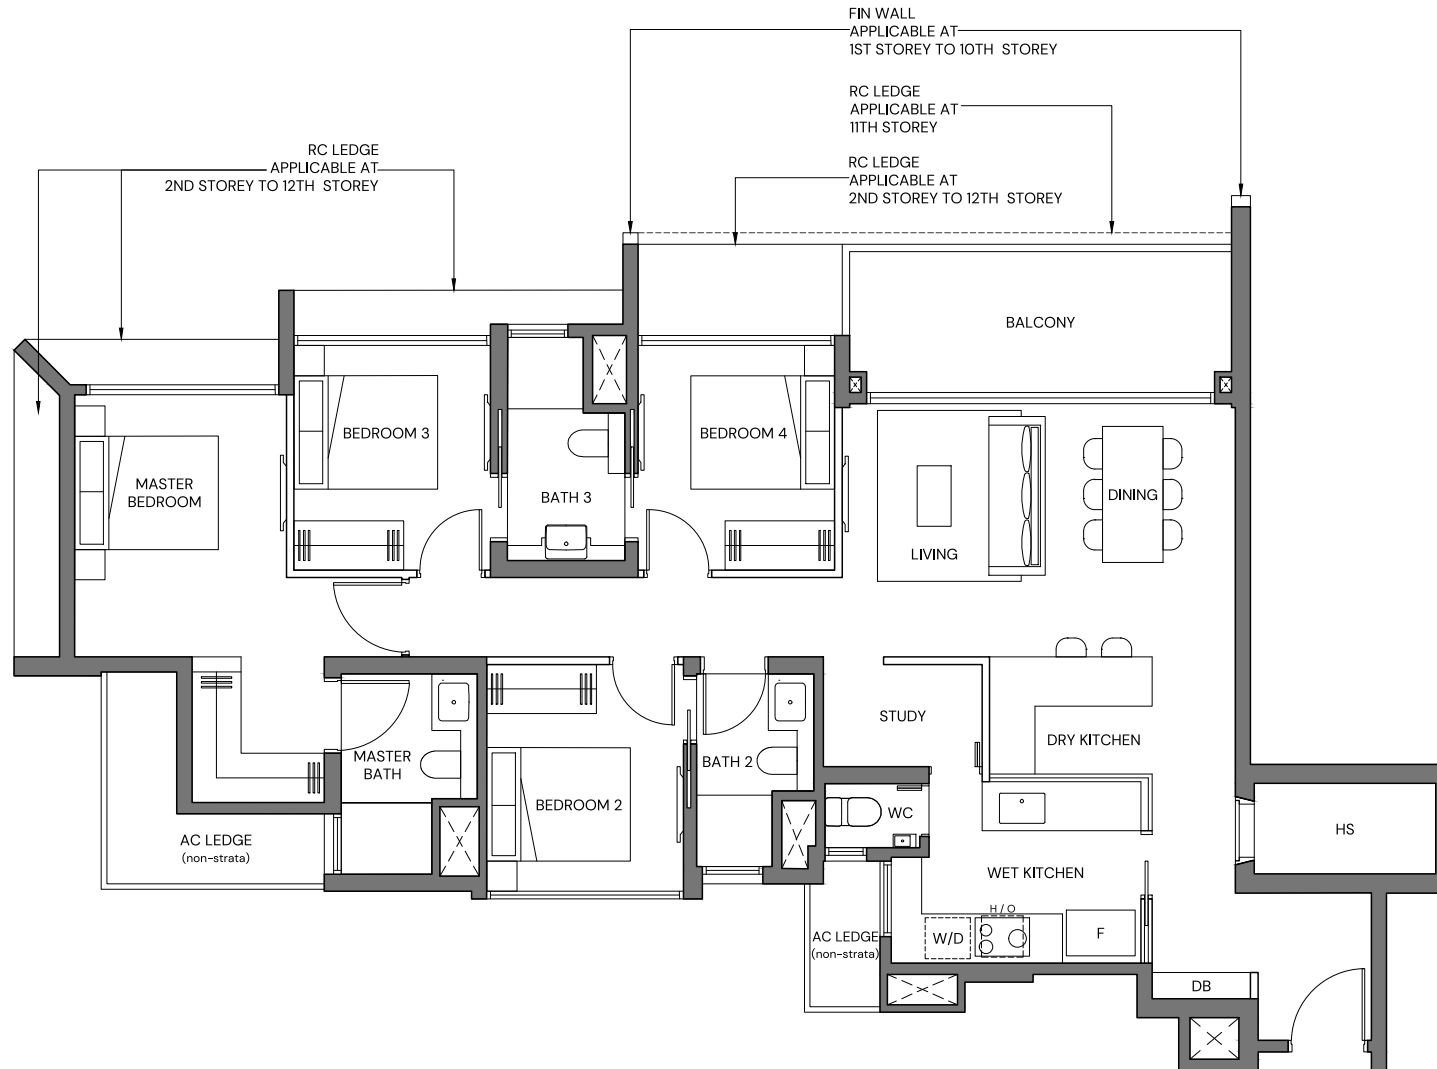 FIN WALL
APPLICABLE AT
1ST STOREY TO 10TH STOREY
RC LEDGE
APPLICABLE AT
11TH STOREY
RC LEDGE
APPLICABLE AT
2ND STOREY TO 12TH STOREY
RC LEDGE
APPLICABLE AT
2ND STOREY TO 12TH STOREY
BALCONY
BEDROOM 3
BEDROOM 4
MASTER
BEDROOM
BATH 3
DINING
LIVING
STUDY
DRY KITCHEN
MASTER
BATH
BATH 2
BEDROOM 2
WC
HS
AC LEDGE
(non-strata)
WET KITCHEN
H / O
W/D
F
AC LEDGE
(non-strata)
DB